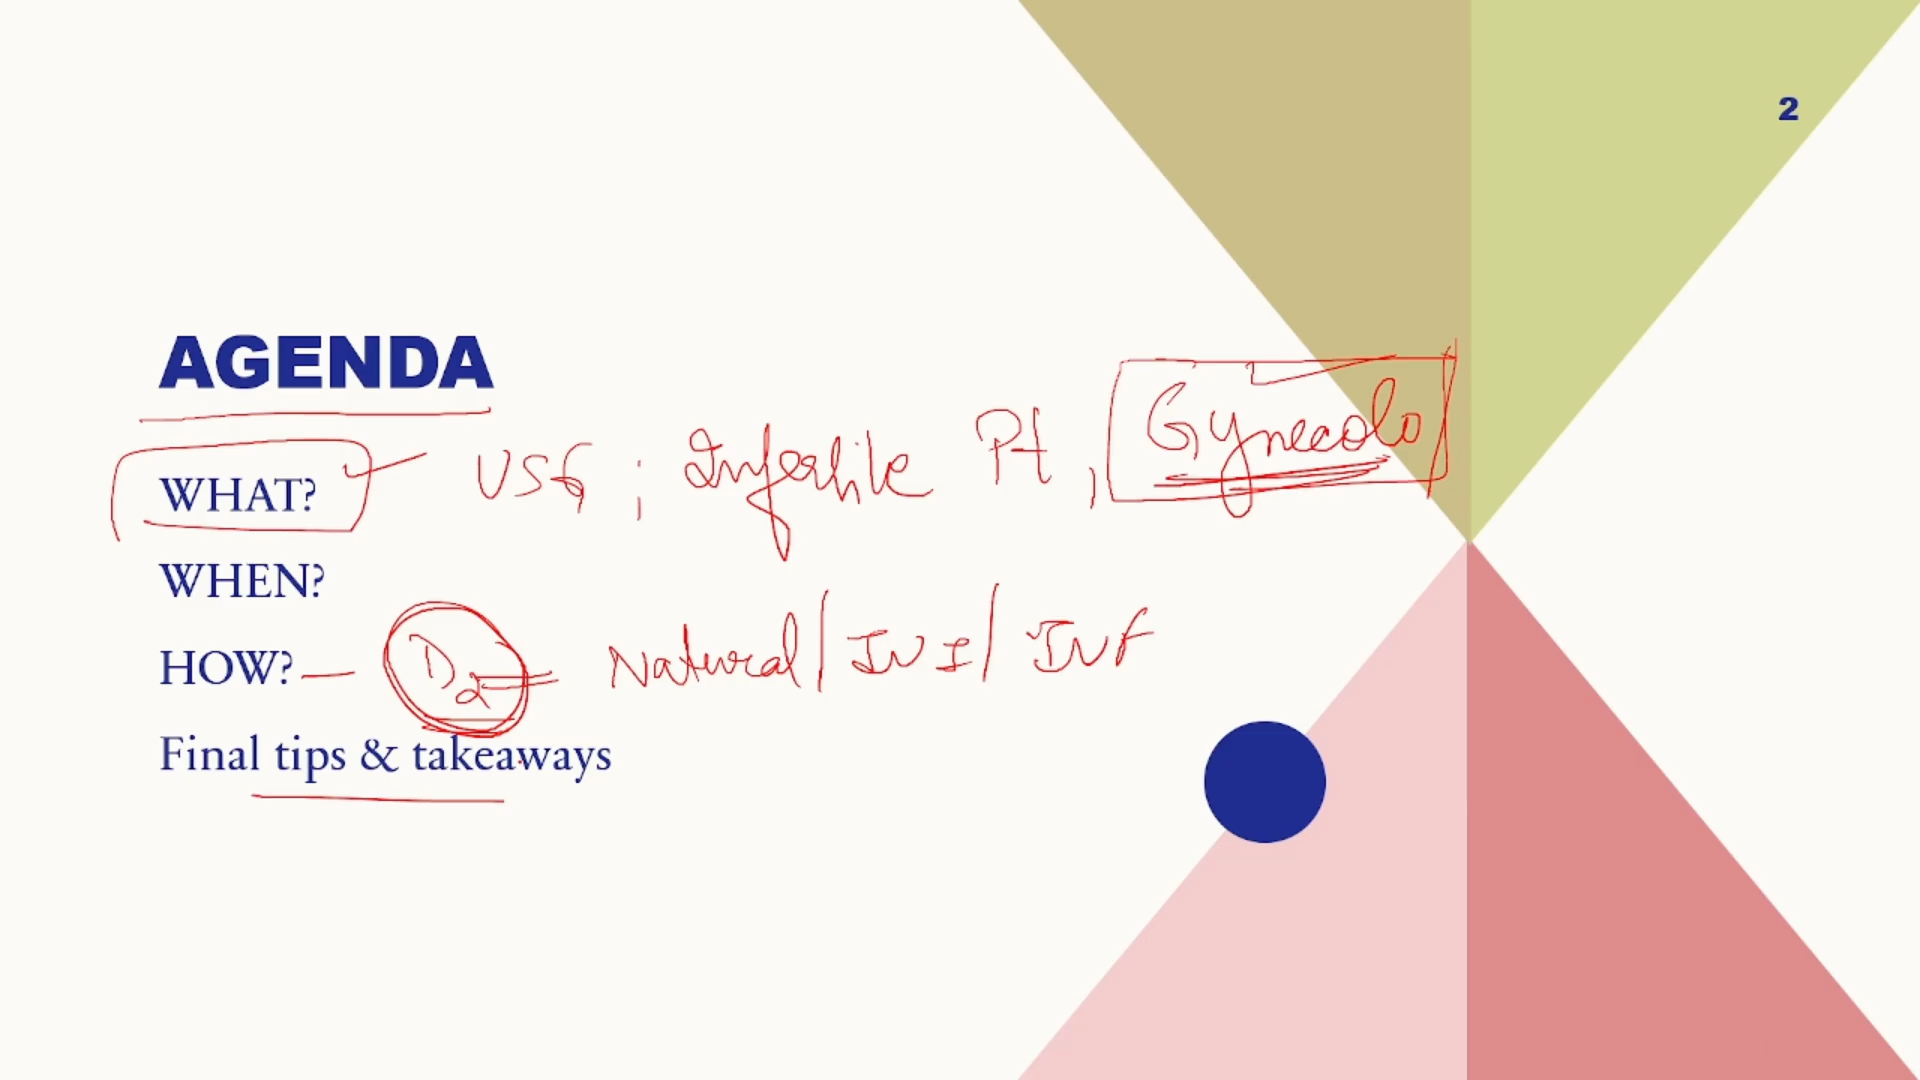 2
AGENDA
WHAT? USG ; Infertile Pt , Gynecolo
WHEN?
HOW? — D2 Natural / IUI / IVF
Final tips & takeaways